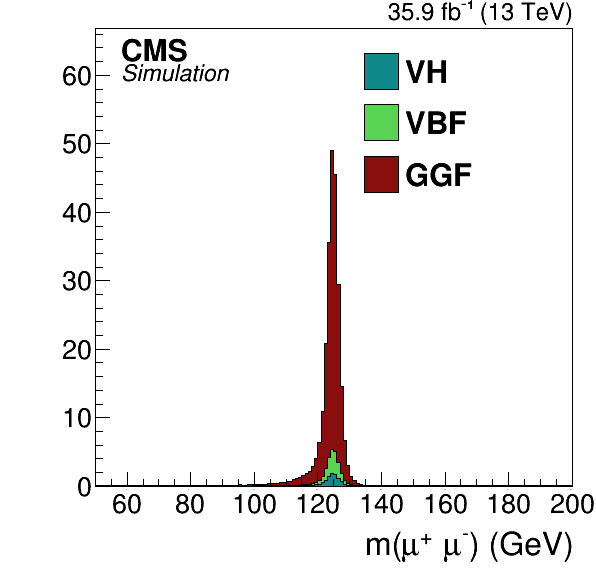 35.9 fb⁻¹ (13 TeV)
CMS
Simulation
VH
VBF
GGF
60
50
40
30
20
10
0
60 80 100 120 140 160 180 200
m(μ⁺ μ⁻) (GeV)